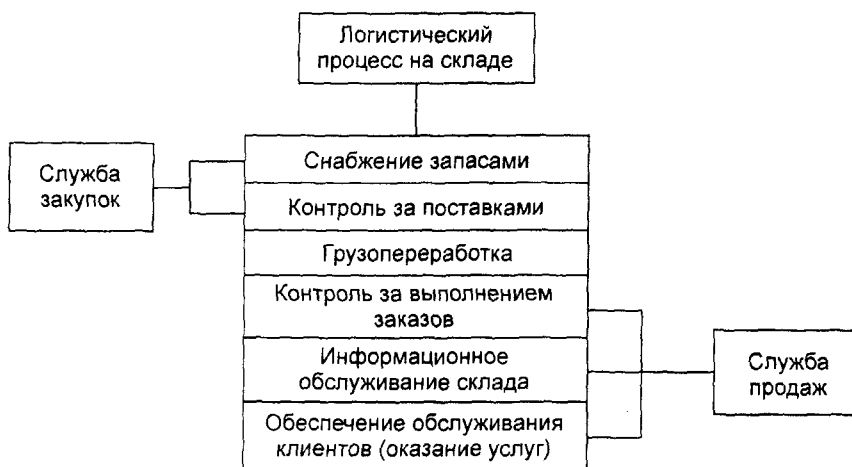 Логистический
процесс на складе
Служба
закупок
Снабжение запасами
Контроль за поставками
Грузопереработка
Контроль за выполнением
заказов
Информационное
обслуживание склада
Обеспечение обслуживания
клиентов (оказание услуг)
Служба
продаж